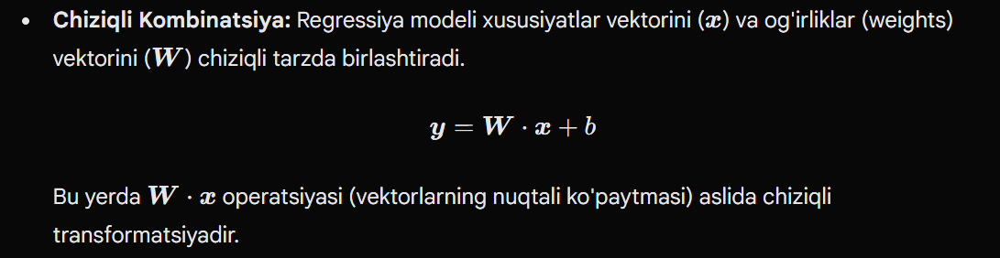 • Chiziqli Kombinatsiya: Regressiya modeli xususiyatlar vektorini (x) va og'irliklar (weights)
vektorini (W) chiziqli tarzda birlashtiradi.
y = W · x + b
Bu yerda W · x operatsiyasi (vektorlarning nuqtali ko'paytmasi) aslida chiziqli
transformatsiyadir.